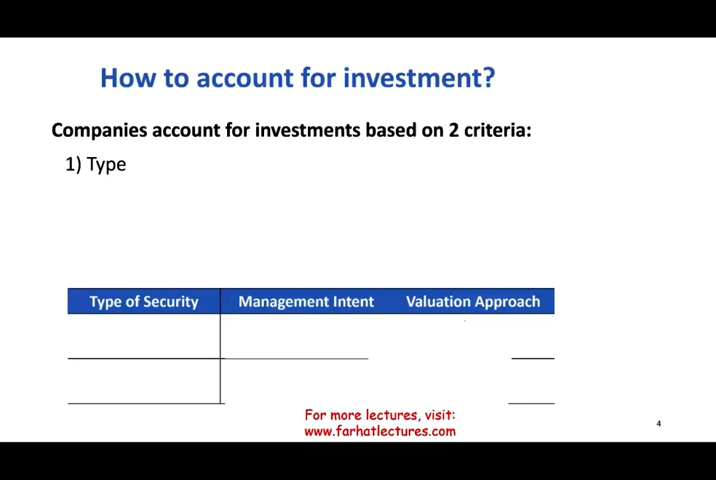 How to account for investment?
Companies account for investments based on 2 criteria:
1) Type
Type of Security Management Intent Valuation Approach
For more lectures, visit:
www.farhatlectures.com
4